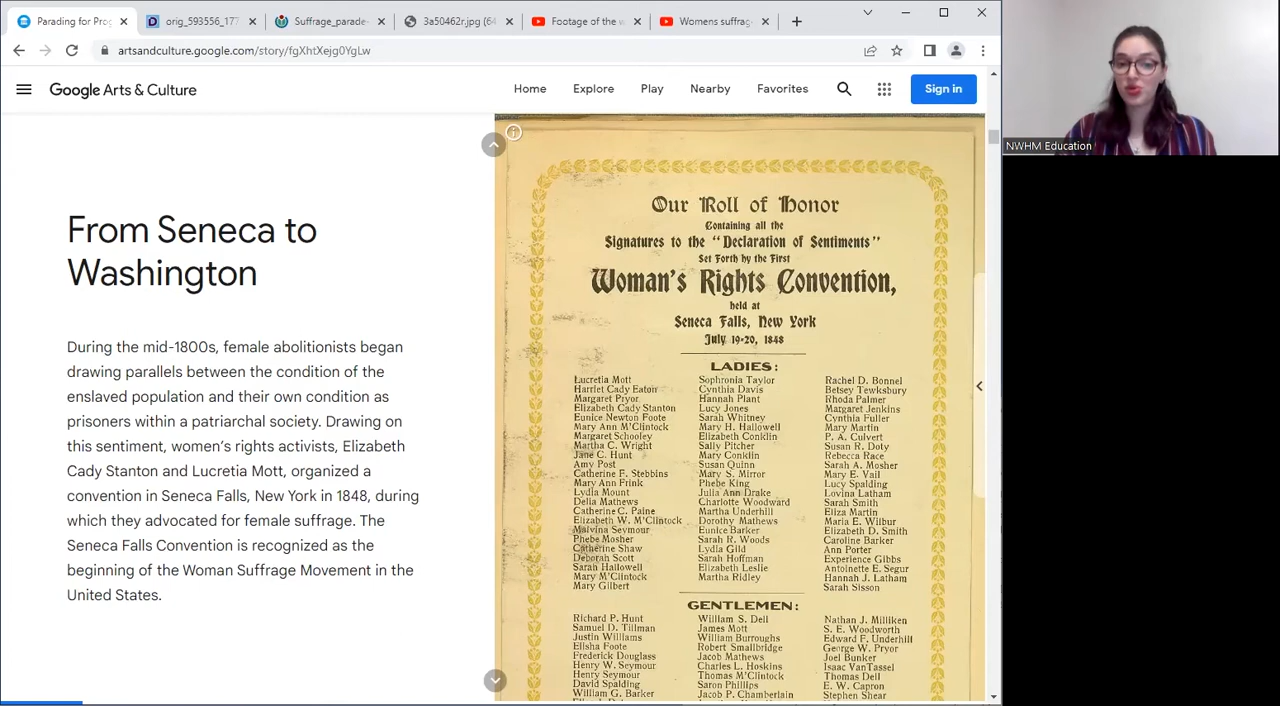 Parading for Prog
orig_593556_177
Suffrage_parade-
3a50462r.jpg (64
Footage of the w
Womens suffrag
artsandculture.google.com/story/fgXhtXejg0YgLw
Google Arts & Culture
Home
Explore
Play
Nearby
Favorites
Sign in
NWHM Education
From Seneca to
Washington
During the mid-1800s, female abolitionists began
drawing parallels between the condition of the
enslaved population and their own condition as
prisoners within a patriarchal society. Drawing on
this sentiment, women's rights activists, Elizabeth
Cady Stanton and Lucretia Mott, organized a
convention in Seneca Falls, New York in 1848, during
which they advocated for female suffrage. The
Seneca Falls Convention is recognized as the
beginning of the Woman Suffrage Movement in the
United States.
Our Roll of Honor
Containing all the
Signatures to the "Declaration of Sentiments"
Set Forth by the First
Woman's Rights Convention,
held at
Seneca Falls, New York
July 19-20, 1848
LADIES:
Lucretia Mott
Harriet Cady Eaton
Margaret Pryor
Elizabeth Cady Stanton
Eunice Newton Foote
Mary Ann M'Clintock
Margaret Schooley
Martha C. Wright
Jane C. Hunt
Amy Post
Catherine F. Stebbins
Mary Ann Frink
Lydia Mount
Delia Mathews
Catherine C. Paine
Elizabeth W. M'Clintock
Malvina Seymour
Phebe Mosher
Catherine Shaw
Deborah Scott
Sarah Hallowell
Mary M'Clintock
Mary Gilbert
Sophronia Taylor
Cynthia Davis
Hannah Plant
Lucy Jones
Sarah Whitney
Mary H. Hallowell
Elizabeth Conklin
Sally Pitcher
Mary Conklin
Susan Quinn
Mary S. Mirror
Phebe King
Julia Ann Drake
Charlotte Woodward
Martha Underhill
Dorothy Mathews
Eunice Barker
Sarah R. Woods
Lydia Gild
Sarah Hoffman
Elizabeth Leslie
Martha Ridley
Rachel D. Bonnel
Betsey Tewksbury
Rhoda Palmer
Margaret Jenkins
Cynthia Fuller
Mary Martin
P. A. Culvert
Susan R. Doty
Rebecca Race
Sarah A. Mosher
Mary E. Vail
Lucy Spalding
Lovina Latham
Sarah Smith
Eliza Martin
Maria E. Wilbur
Elizabeth D. Smith
Caroline Barker
Ann Porter
Experience Gibbs
Antoinette E. Segur
Hannah J. Latham
Sarah Sisson
GENTLEMEN:
Richard P. Hunt
Samuel D. Tillman
Justin Williams
Elisha Foote
Frederick Douglass
Henry W. Seymour
Henry Seymour
David Spalding
William G. Barker
William S. Dell
James Mott
William Burroughs
Robert Smallbridge
Jacob Mathews
Charles L. Hoskins
Thomas M'Clintock
Saron Phillips
Jacob P. Chamberlain
Nathan J. Milliken
S. E. Woodworth
Edward F. Underhill
George W. Pryor
Joel Bunker
Isaac VanTassel
Thomas Dell
E. W. Capron
Stephen Shear